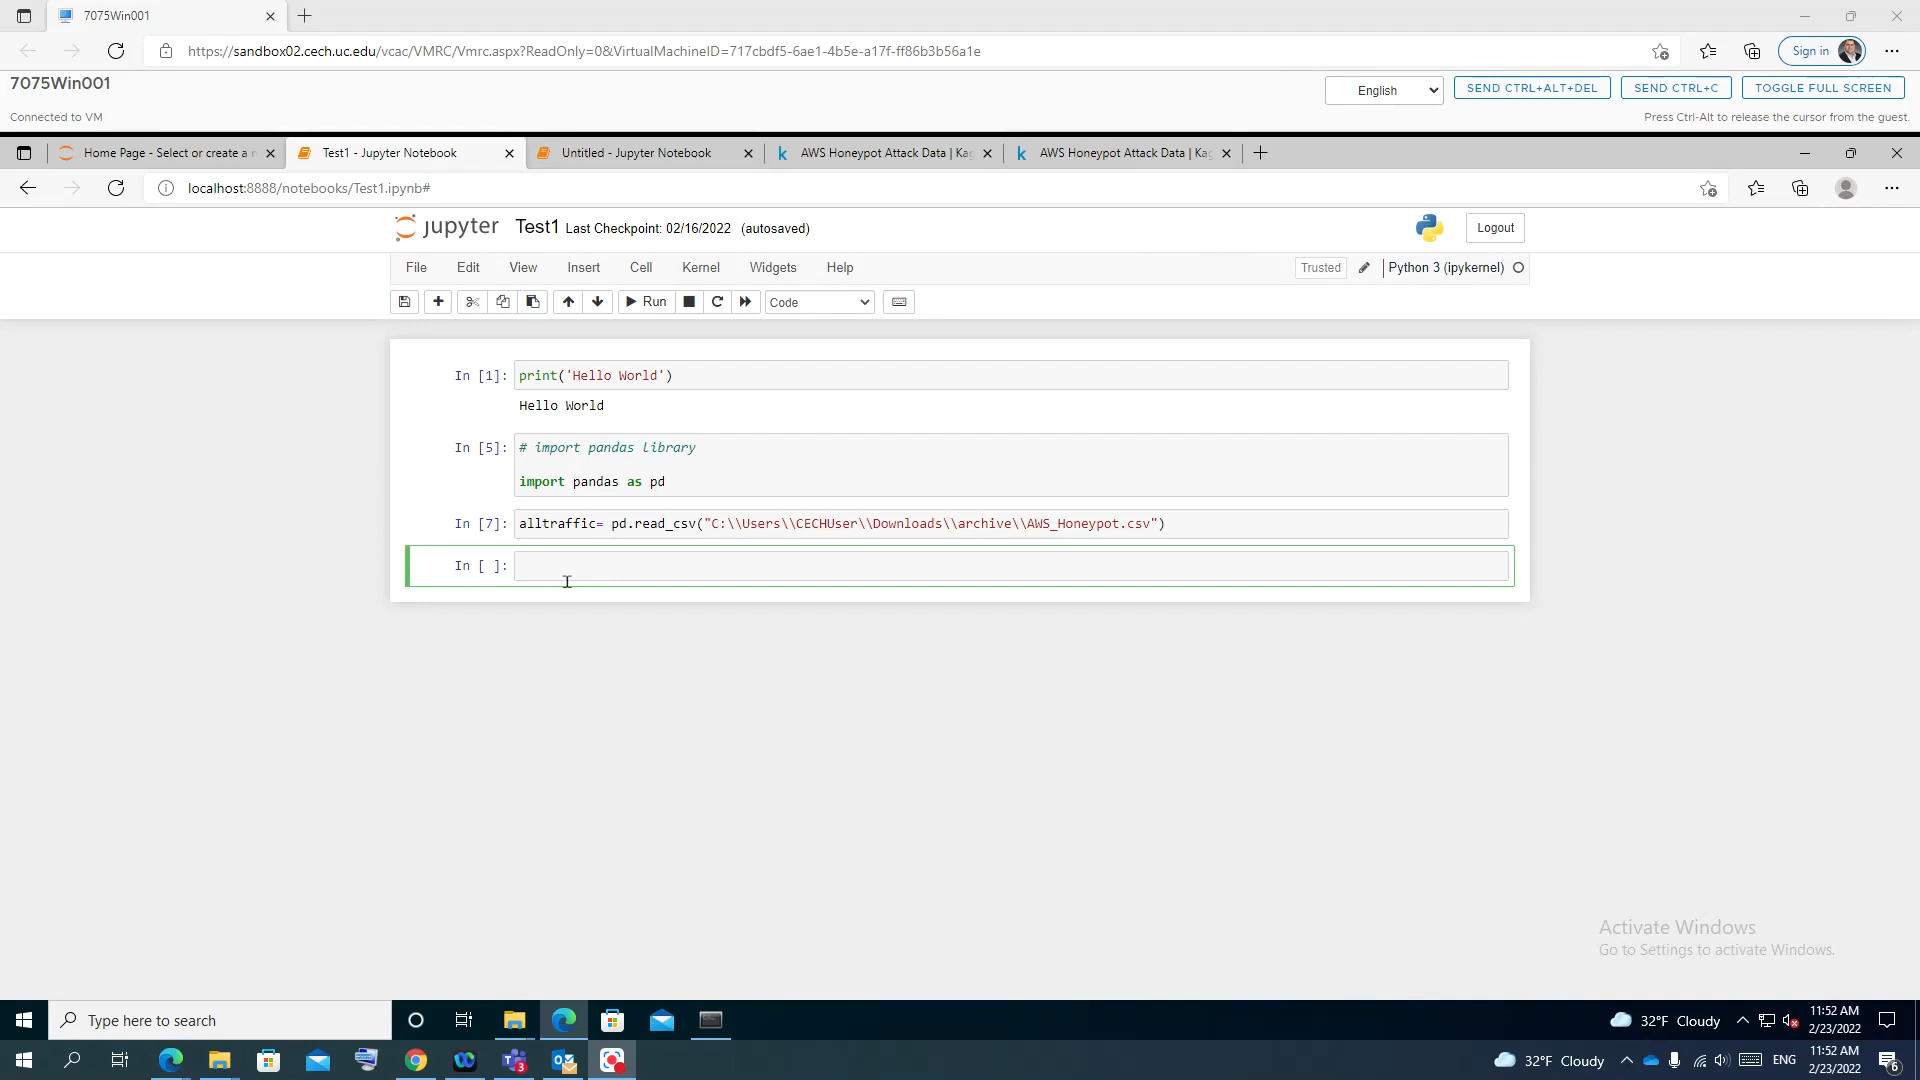 7075Win001
https://sandbox02.cech.uc.edu/vcac/VMRC/Vmrc.aspx?ReadOnly=0&VirtualMachineID=717cbdf5-6ae1-4b5e-a17f-ff86b3b56a1e
Sign in
7075Win001
English
SEND CTRL+ALT+DEL
SEND CTRL+C
TOGGLE FULL SCREEN
Connected to VM
Press Ctrl-Alt to release the cursor from the guest.
Home Page - Select or create a n
Test1 - Jupyter Notebook
Untitled - Jupyter Notebook
AWS Honeypot Attack Data | Kag
AWS Honeypot Attack Data | Kag
localhost:8888/notebooks/Test1.ipynb#
jupyter Test1 Last Checkpoint: 02/16/2022 (autosaved)
Logout
File Edit View Insert Cell Kernel Widgets Help
Trusted
Python 3 (ipykernel)
Run
Code
In [1]: print('Hello World')
Hello World
In [5]: # import pandas library
import pandas as pd
In [7]: alltraffic= pd.read_csv("C:\\Users\\CECHUser\\Downloads\\archive\\AWS_Honeypot.csv")
In [ ]:
Activate Windows
Go to Settings to activate Windows.
Type here to search
32°F Cloudy
11:52 AM
2/23/2022
3
32°F Cloudy
ENG
11:52 AM
2/23/2022
6